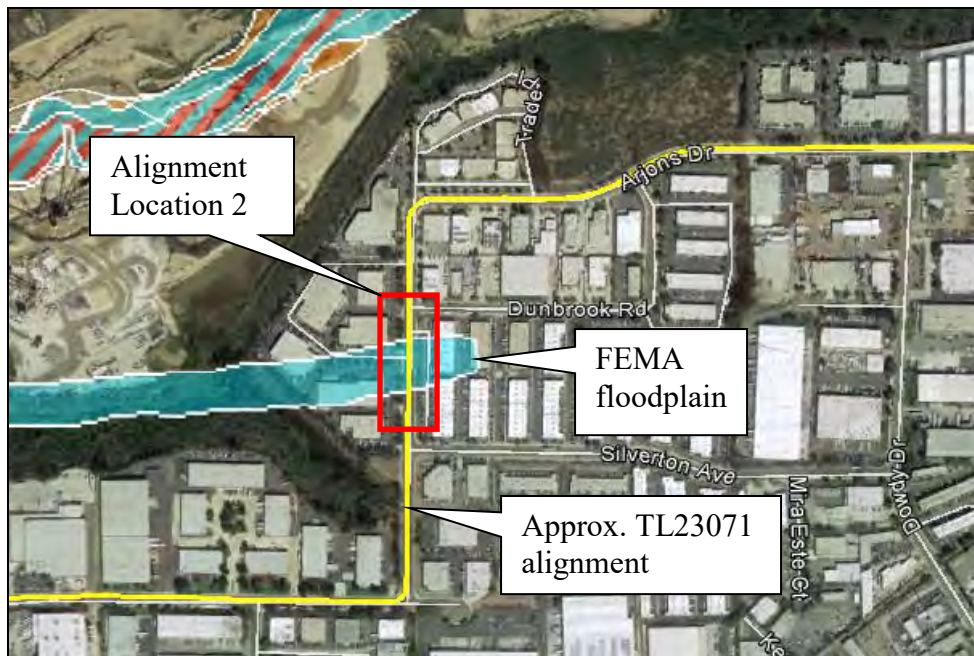 Trade
Arjons Dr
Alignment
Location 2
Dunbrook Rd
FEMA
floodplain
Silverton Ave
Dowdy Dr
Mira Este Ct
Approx. TL23071
alignment
Ke